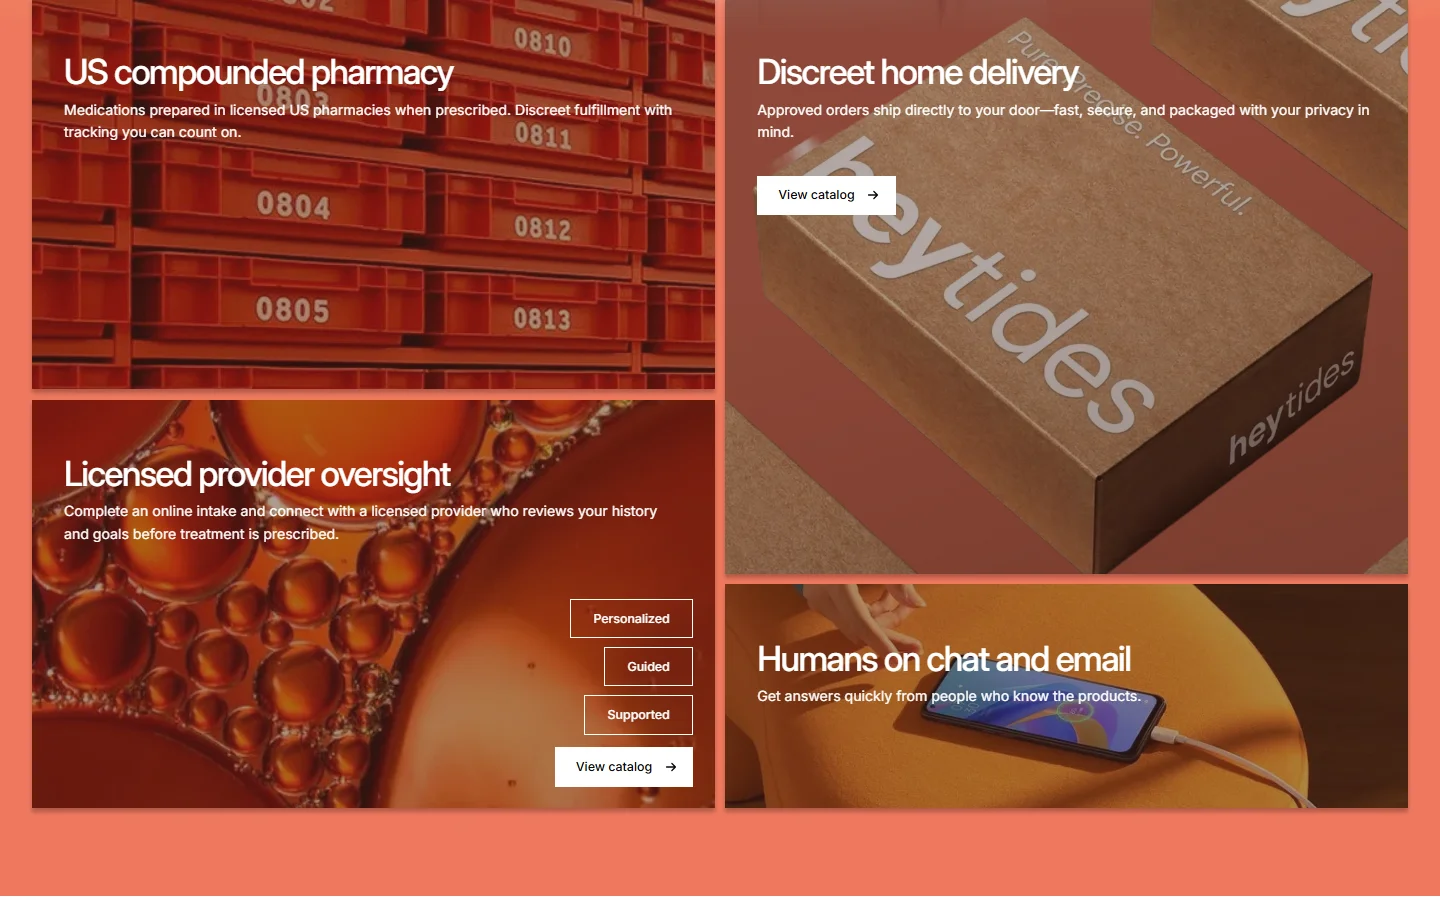 0802
0810
US compounded pharmacy
0803
Medications prepared in licensed US pharmacies when prescribed. Discreet fulfillment with
tracking you can count on.
0811
0804
0812
0805
0813
Discreet home delivery
Pure. Precise. Powerful.
Approved orders ship directly to your door—fast, secure, and packaged with your privacy in
mind.
View catalog →
heytides
heytides
Licensed provider oversight
Complete an online intake and connect with a licensed provider who reviews your history
and goals before treatment is prescribed.
Personalized
Guided
Supported
View catalog →
Humans on chat and email
Get answers quickly from people who know the products.